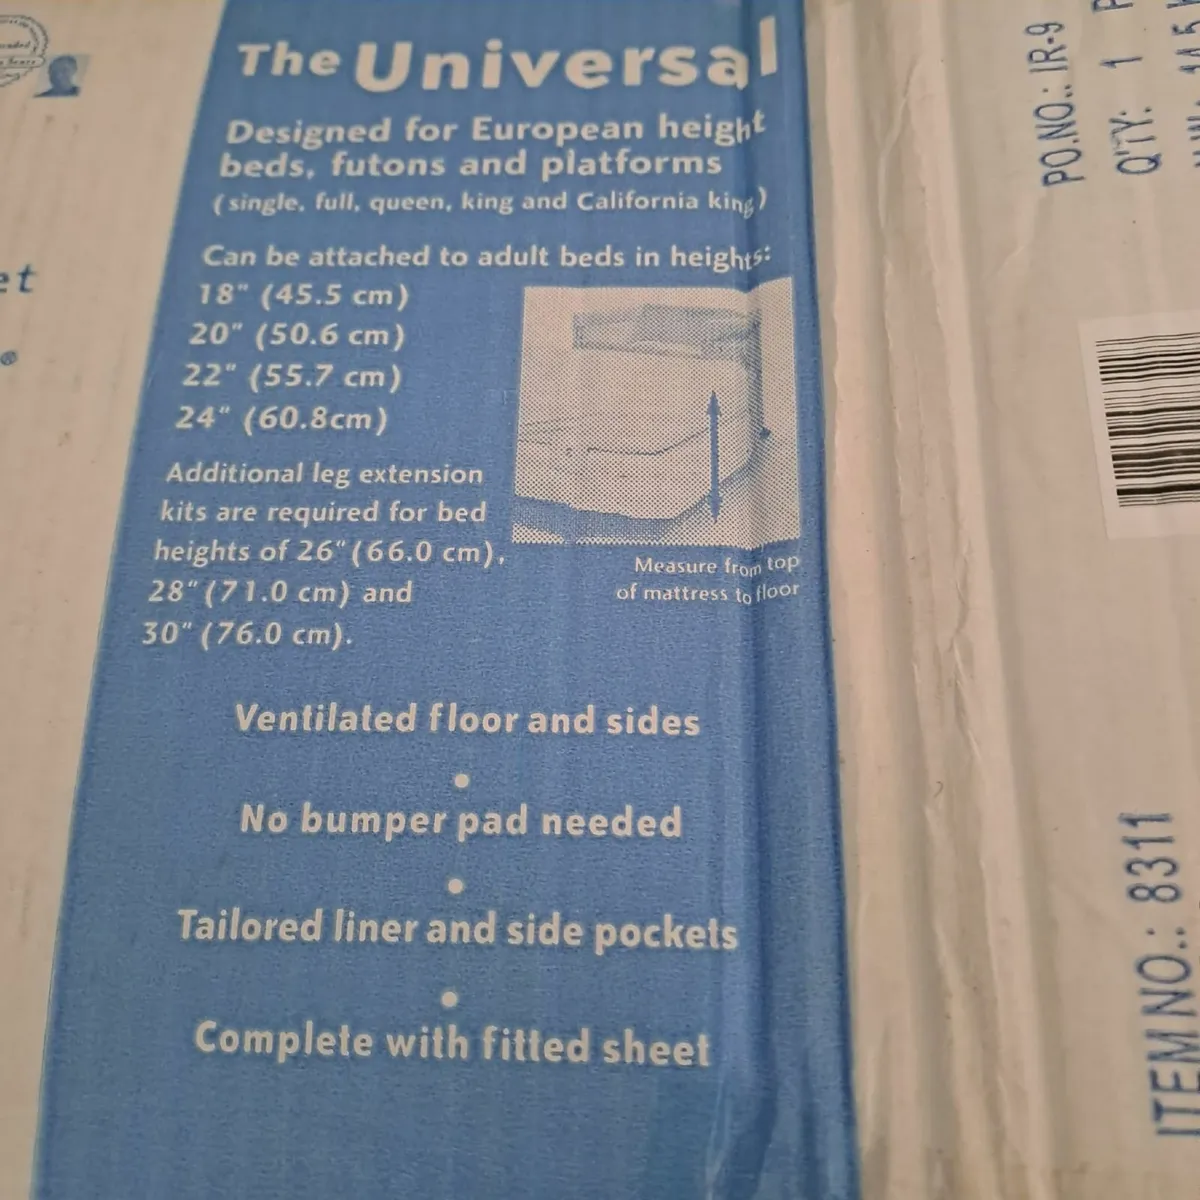 The Universal
Designed for European height
beds, futons and platforms
(single, full, queen, king and California king)
Can be attached to adult beds in heights:
18" (45.5 cm)
20" (50.6 cm)
22" (55.7 cm)
24" (60.8cm)
Additional leg extension
kits are required for bed
heights of 26" (66.0 cm),
28" (71.0 cm) and
30" (76.0 cm).
Measure from top
of mattress to floor
Ventilated floor and sides
•
No bumper pad needed
•
Tailored liner and side pockets
•
Complete with fitted sheet
et
®
PO.NO.: IR-9
Q'TY: 1
ITEM NO.: 8311